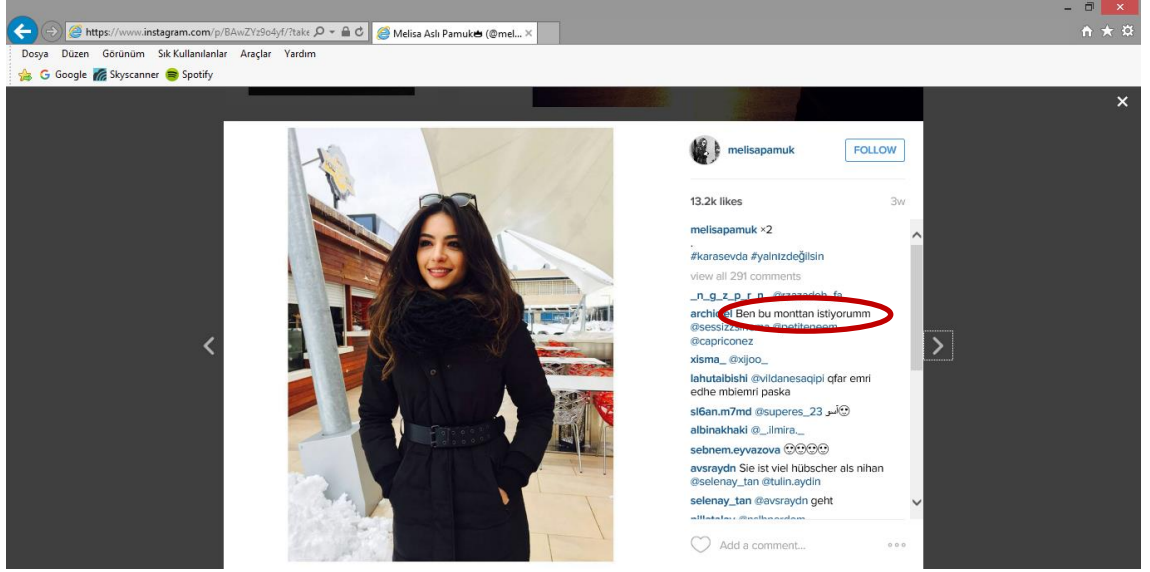 https://www.instagram.com/p/BAwZYz9o4yf/?take
Melisa Aslı Pamuk (@mel...
Dosya Düzen Görünüm Sık Kullanılanlar Araçlar Yardım
Google Skyscanner Spotify
melisapamuk FOLLOW
13.2k likes 3w
melisapamuk ×2
.
#karasevda #yalnızdeğilsin
view all 291 comments
_n_g_z_p_r_n_
Ben bu monttan istiyorumm
@capriconez
xisma_ @xijoo_
lahutaibishi @vildanesaqipi qfar emri
edhe mbiemri paska
sl6an.m7md @superes_23
albinakhaki @_.ilmira._
sebnem.eyvazova
avsraydn Sie ist viel hübscher als nihan
@selenay_tan @tulin.aydin
selenay_tan @avsraydn geht
Add a comment...